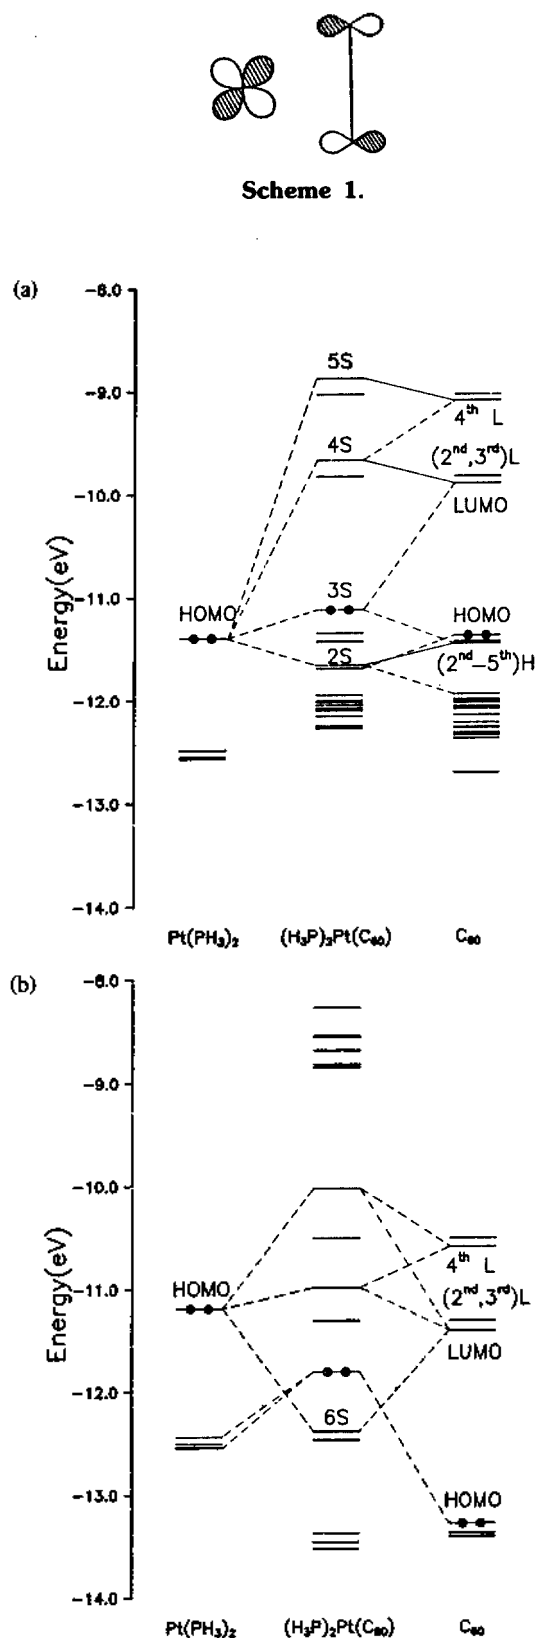 Scheme 1.
(a)
Energy(eV)
-8.0
-9.0
-10.0
-11.0
-12.0
-13.0
-14.0
5S
4th L
4S
(2nd,3rd)L
LUMO
3S
HOMO
HOMO
2S
(2nd-5th)H
Pt(PH3)2 (H3P)2Pt(C60) C60
(b)
Energy(eV)
-8.0
-9.0
-10.0
-11.0
-12.0
-13.0
-14.0
4th L
HOMO
(2nd,3rd)L
LUMO
6S
HOMO
Pt(PH3)2 (H3P)2Pt(C60) C60